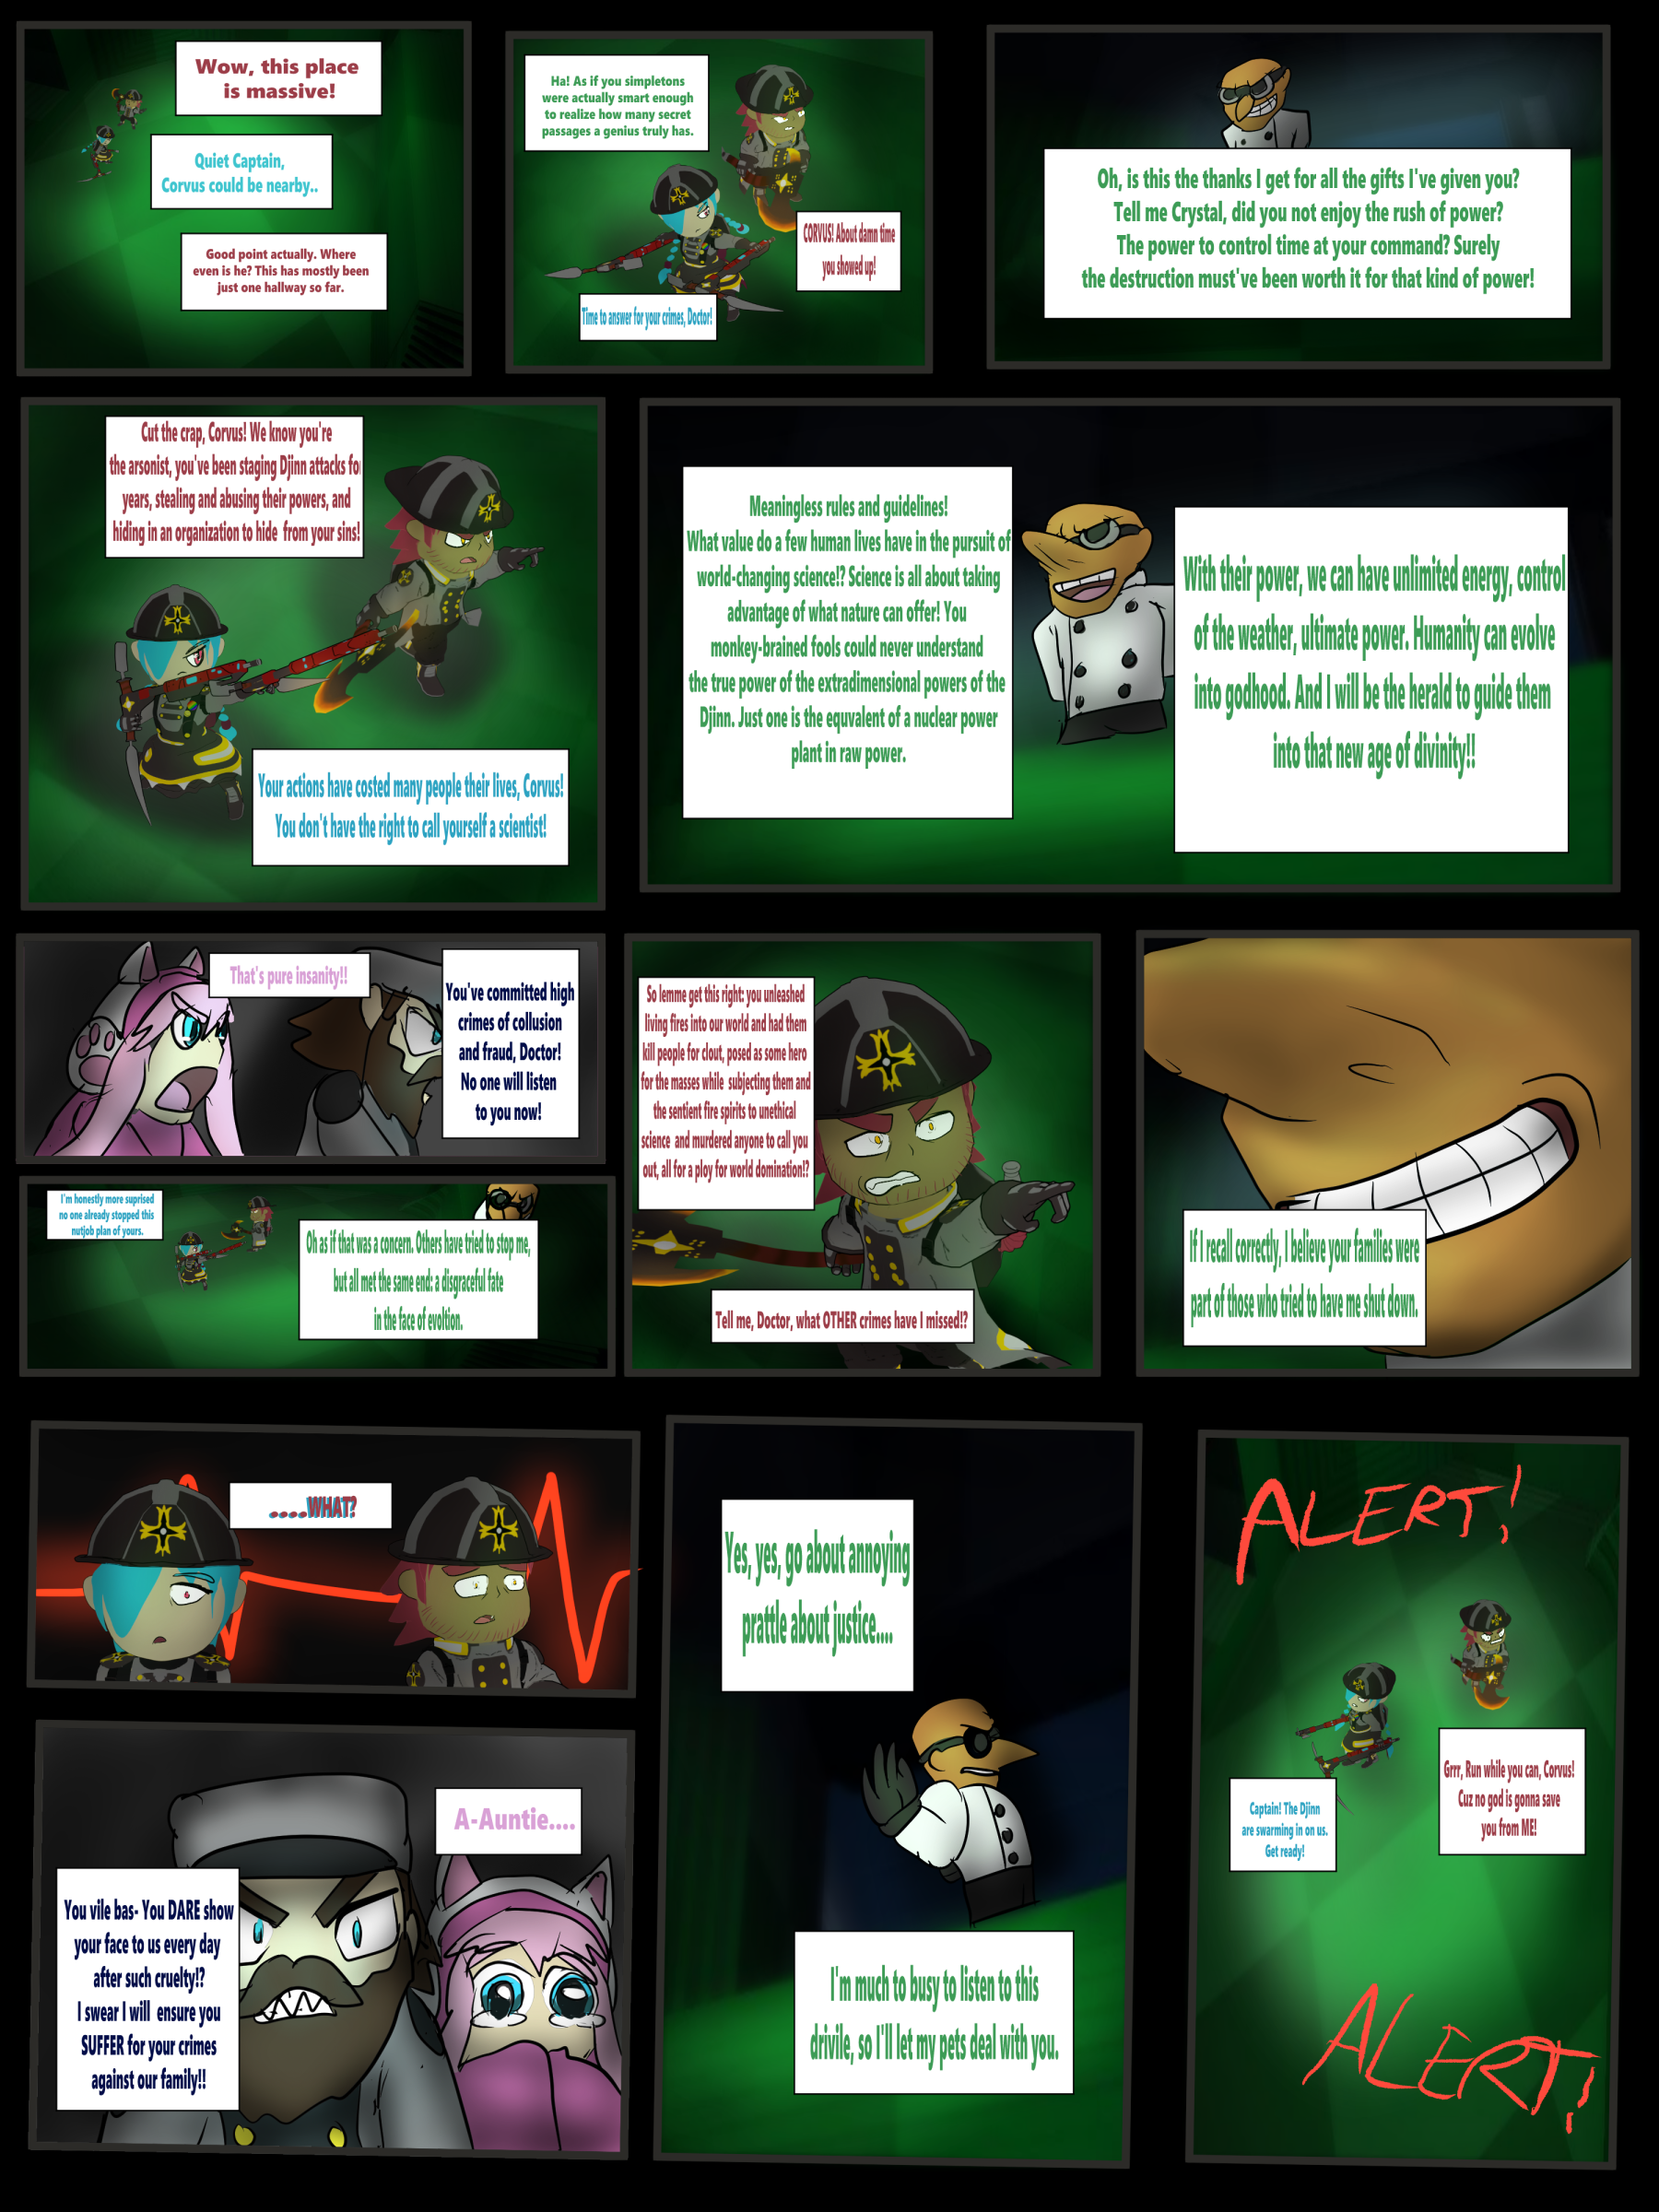 Wow, this place
is massive!
Quiet Captain,
Corvus could be nearby..
Good point actually. Where
even is he? This has mostly been
just one hallway so far.
Ha! As if you simpletons
were actually smart enough
to realize how many secret
passages a genius truly has.
CORVUS! About damn time
you showed up!
Time to answer for your crimes, Doctor!
Oh, is this the thanks I get for all the gifts I've given you?
Tell me Crystal, did you not enjoy the rush of power?
The power to control time at your command? Surely
the destruction must've been worth it for that kind of power!
Cut the crap, Corvus! We know you're
the arsonist, you've been staging Djinn attacks fo
years, stealing and abusing their powers, and
hiding in an organization to hide from your sins!
Your actions have costed many people their lives, Corvus!
You don't have the right to call yourself a scientist!
Meaningless rules and guidelines!
What value do a few human lives have in the pursuit of
world-changing science!? Science is all about taking
advantage of what nature can offer! You
monkey-brained fools could never understand
the true power of the extradimensional powers of the
Djinn. Just one is the equvalent of a nuclear power
plant in raw power.
With their power, we can have unlimited energy, control
of the weather, ultimate power. Humanity can evolve
into godhood. And I will be the herald to guide them
into that new age of divinity!!
That's pure insanity!!
You've committed high
crimes of collusion
and fraud, Doctor!
No one will listen
to you now!
I'm honestly more suprised
no one already stopped this
nutjob plan of yours.
Oh as if that was a concern. Others have tried to stop me,
but all met the same end: a disgraceful fate
in the face of evoltion.
So lemme get this right: you unleashed
living fires into our world and had them
kill people for clout, posed as some hero
for the masses while subjecting them and
the sentient fire spirits to unethical
science and murdered anyone to call you
out, all for a ploy for world domination!?
Tell me, Doctor, what OTHER crimes have I missed!?
If I recall correctly, I believe your families were
part of those who tried to have me shut down.
....WHAT?
You vile bas- You DARE show
your face to us every day
after such cruelty!?
I swear I will ensure you
SUFFER for your crimes
against our family!!
A-Auntie....
Yes, yes, go about annoying
prattle about justice....
I'm much to busy to listen to this
drivile, so I'll let my pets deal with you.
ALERT!
Captain! The Djinn
are swarming in on us.
Get ready!
Grrr, Run while you can, Corvus!
Cuz no god is gonna save
you from ME!
ALERT!